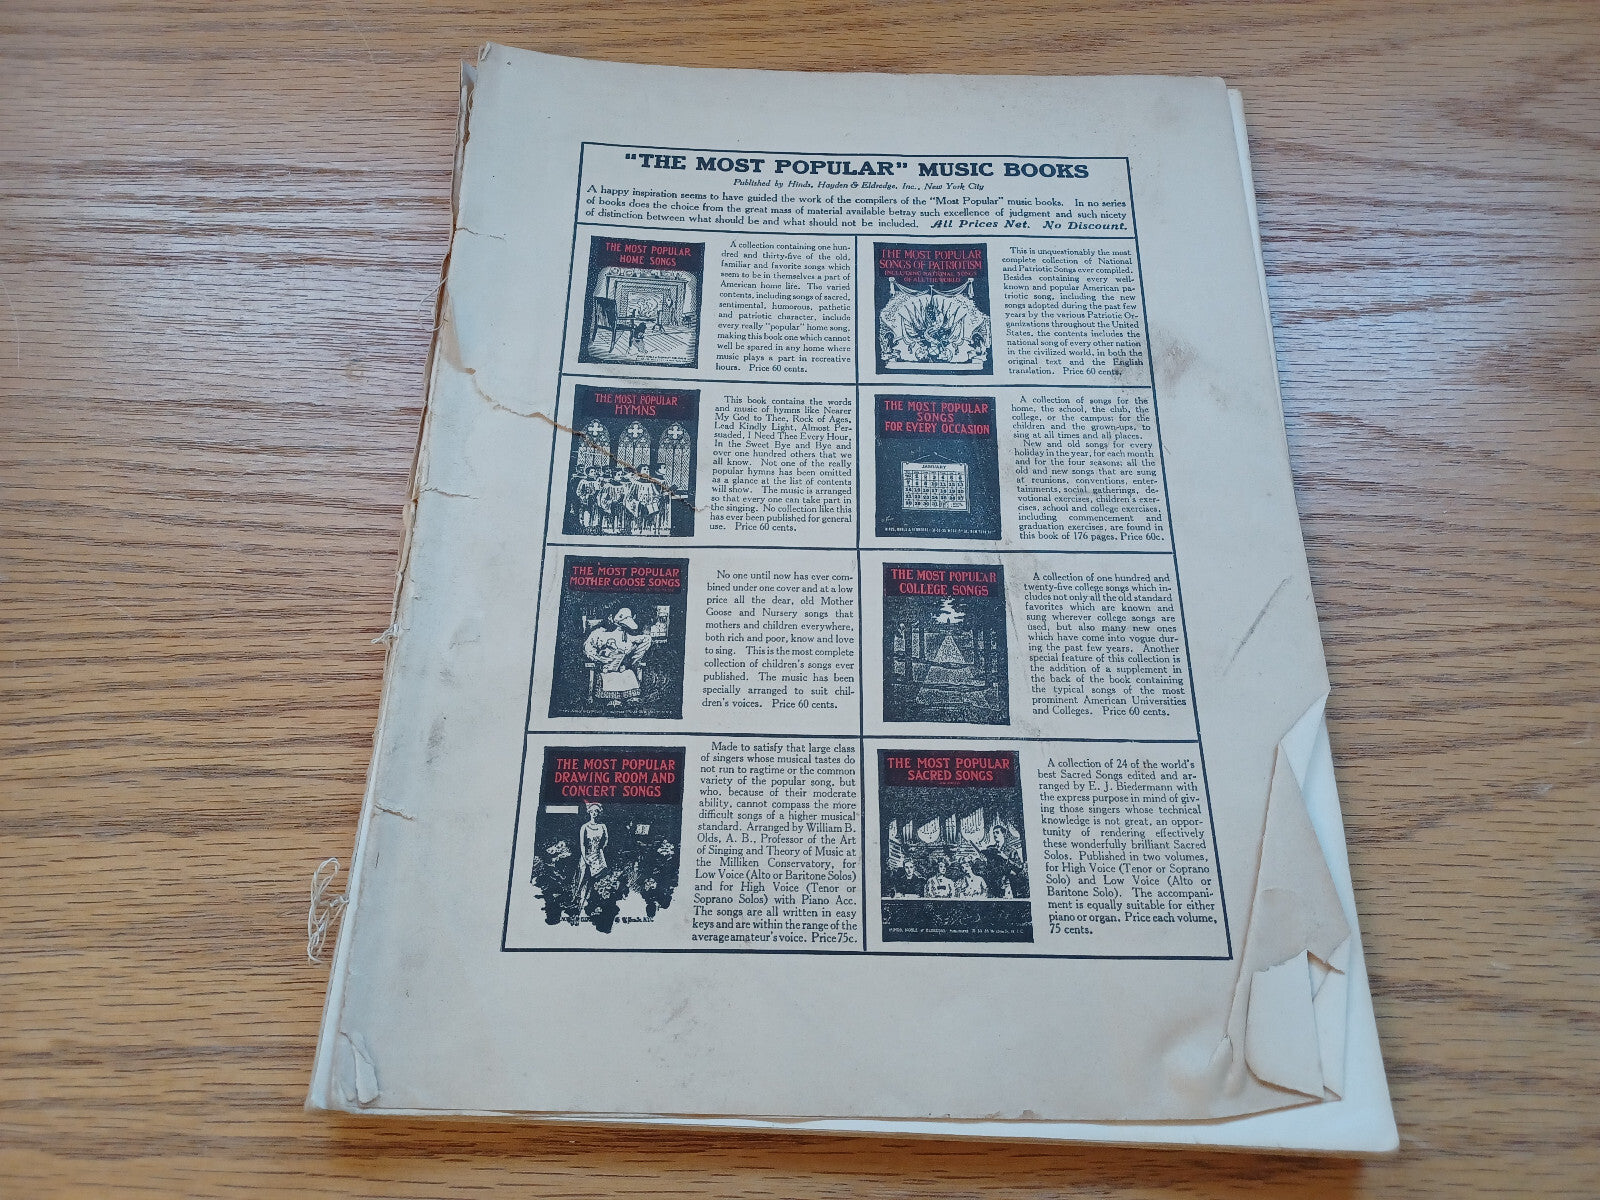 "THE MOST POPULAR" MUSIC BOOKS
Published by Hinds, Hayden & Eldredge, Inc., New York City
A happy inspiration seems to have guided the work of the compilers of the "Most Popular" music books. In no series
of books does the choice from the great mass of material available betray such excellence of judgment and such nicety
of distinction between what should be and what should not be included. All Prices Net. No Discount.
THE MOST POPULAR
HOME SONGS
A collection containing one hun-
dred and thirty-five of the old,
familiar and favorite songs which
seem to be in themselves a part of
American home life. The varied
contents, including songs of sacred,
sentimental, humorous, pathetic
and patriotic character, include
every really "popular" home song,
making this book one which cannot
well be spared in any home where
music plays a part in recreative
hours. Price 60 cents.
THE MOST POPULAR
SONGS OF PATRIOTISM
INCLUDING NATIONAL SONGS
OF ALL THE WORLD
This is unquestionably the most
complete collection of National
and Patriotic Songs ever compiled.
Besides containing every well-
known and popular American pa-
triotic song, including the new
songs adopted during the past few
years by the various Patriotic Or-
ganizations throughout the United
States, the contents includes the
national song of every other nation
in the civilized world, in both the
original text and the English
translation. Price 60 cents.
THE MOST POPULAR
HYMNS
This book contains the words
and music of hymns like Nearer
My God to Thee, Rock of Ages,
Lead Kindly Light, Almost Per-
suaded, I Need Thee Every Hour,
In the Sweet Bye and Bye and
over one hundred others that we
all know. Not one of the really
popular hymns has been omitted
as a glance at the list of contents
will show. The music is arranged
so that every one can take part in
the singing. No collection like this
has ever been published for general
use. Price 60 cents.
THE MOST POPULAR
SONGS
FOR EVERY OCCASION
JANUARY
A collection of songs for the
home, the school, the club, the
college, or the campus; for the
children and the grown-ups, to
sing at all times and all places.
New and old songs for every
holiday in the year, for each month
and for the four seasons; all the
old and new songs that are sung
at reunions, conventions, enter-
tainments, social gatherings, de-
votional exercises, children's exer-
cises, school and college exercises,
including commencement and
graduation exercises, are found in
this book of 176 pages. Price 60c.
THE MOST POPULAR
MOTHER GOOSE SONGS
No one until now has ever com-
bined under one cover and at a low
price all the dear, old Mother
Goose and Nursery songs that
mothers and children everywhere,
both rich and poor, know and love
to sing. This is the most complete
collection of children's songs ever
published. The music has been
specially arranged to suit chil-
dren's voices. Price 60 cents.
THE MOST POPULAR
COLLEGE SONGS
A collection of one hundred and
twenty-five college songs which in-
cludes not only all the old standard
favorites which are known and
sung wherever college songs are
used, but also many new ones
which have come into vogue dur-
ing the past few years. Another
special feature of this collection is
the addition of a supplement in
the back of the book containing
the typical songs of the most
prominent American Universities
and Colleges. Price 60 cents.
THE MOST POPULAR
DRAWING ROOM AND
CONCERT SONGS
Made to satisfy that large class
of singers whose musical tastes do
not run to ragtime or the common
variety of the popular song, but
who, because of their moderate
ability, cannot compass the more
difficult songs of a higher musical
standard. Arranged by William B.
Olds, A. B., Professor of the Art
of Singing and Theory of Music at
the Milliken Conservatory, for
Low Voice (Alto or Baritone Solos)
and for High Voice (Tenor or
Soprano Solos) with Piano Acc.
The songs are all written in easy
keys and are within the range of the
average amateur's voice. Price 75c.
THE MOST POPULAR
SACRED SONGS
HINDS, NOBLE & ELDREDGE
A collection of 24 of the world's
best Sacred Songs edited and ar-
ranged by E. J. Biedermann with
the express purpose in mind of giv-
ing those singers whose technical
knowledge is not great, an oppor-
tunity of rendering effectively
these wonderfully brilliant Sacred
Solos. Published in two volumes,
for High Voice (Tenor or Soprano
Solo) and Low Voice (Alto or
Baritone Solo). The accompani-
ment is equally suitable for either
piano or organ. Price each volume,
75 cents.